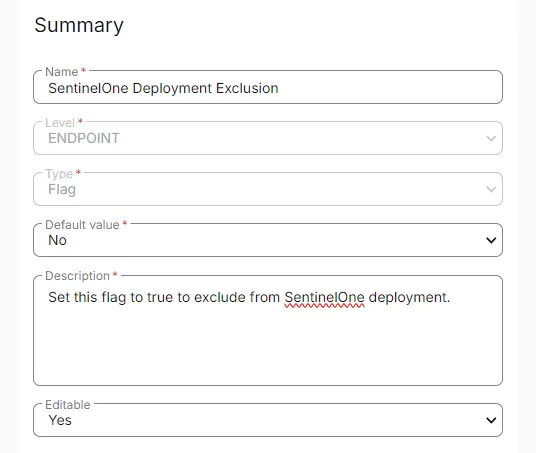 Summary
Name *
SentinelOne Deployment Exclusion
Level *
ENDPOINT
Type *
Flag
Default value *
No
Description *
Set this flag to true to exclude from SentinelOne deployment.
Editable
Yes